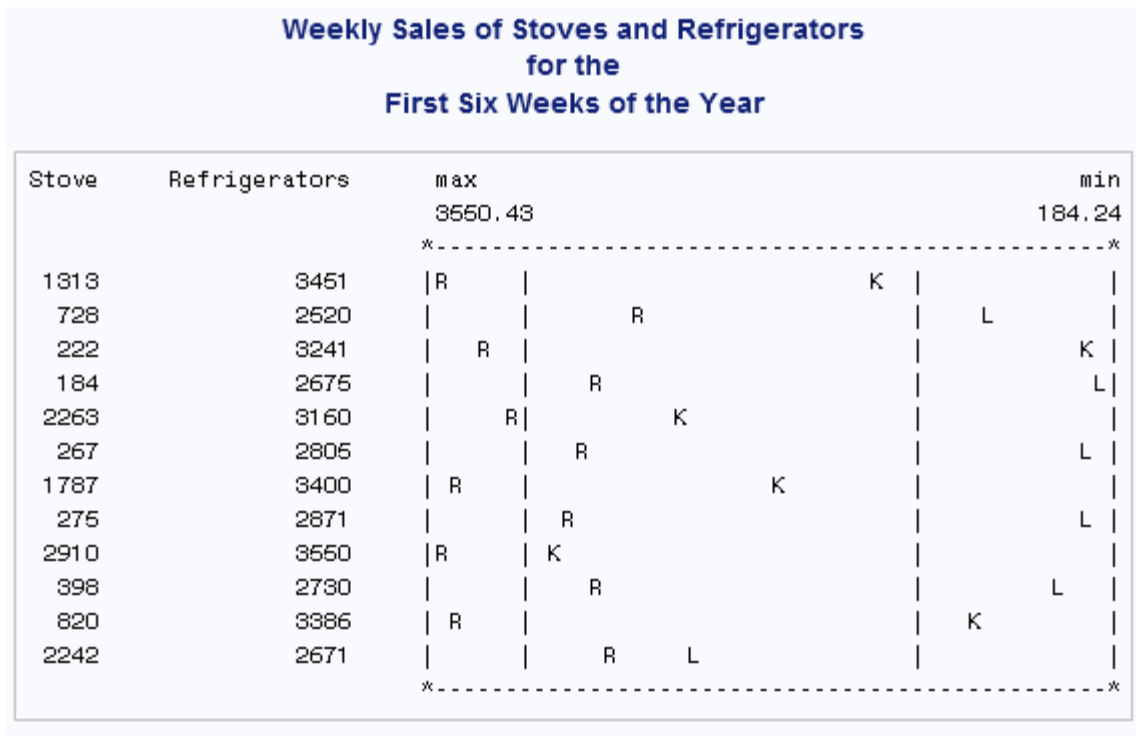 Weekly Sales of Stoves and Refrigerators
for the
First Six Weeks of the Year
Stove Refrigerators max min
3550.43 184.24
*------------------------------------------------*
1313 3451 |R | K | |
728 2520 | | R | L |
222 3241 | R | | K |
184 2675 | | R | L|
2263 3160 | R| K | |
267 2805 | | R | L |
1787 3400 | R | K | |
275 2871 | | R | L |
2910 3550 |R | K | |
398 2730 | | R | L |
820 3386 | R | | K |
2242 2671 | | R L | |
*------------------------------------------------*